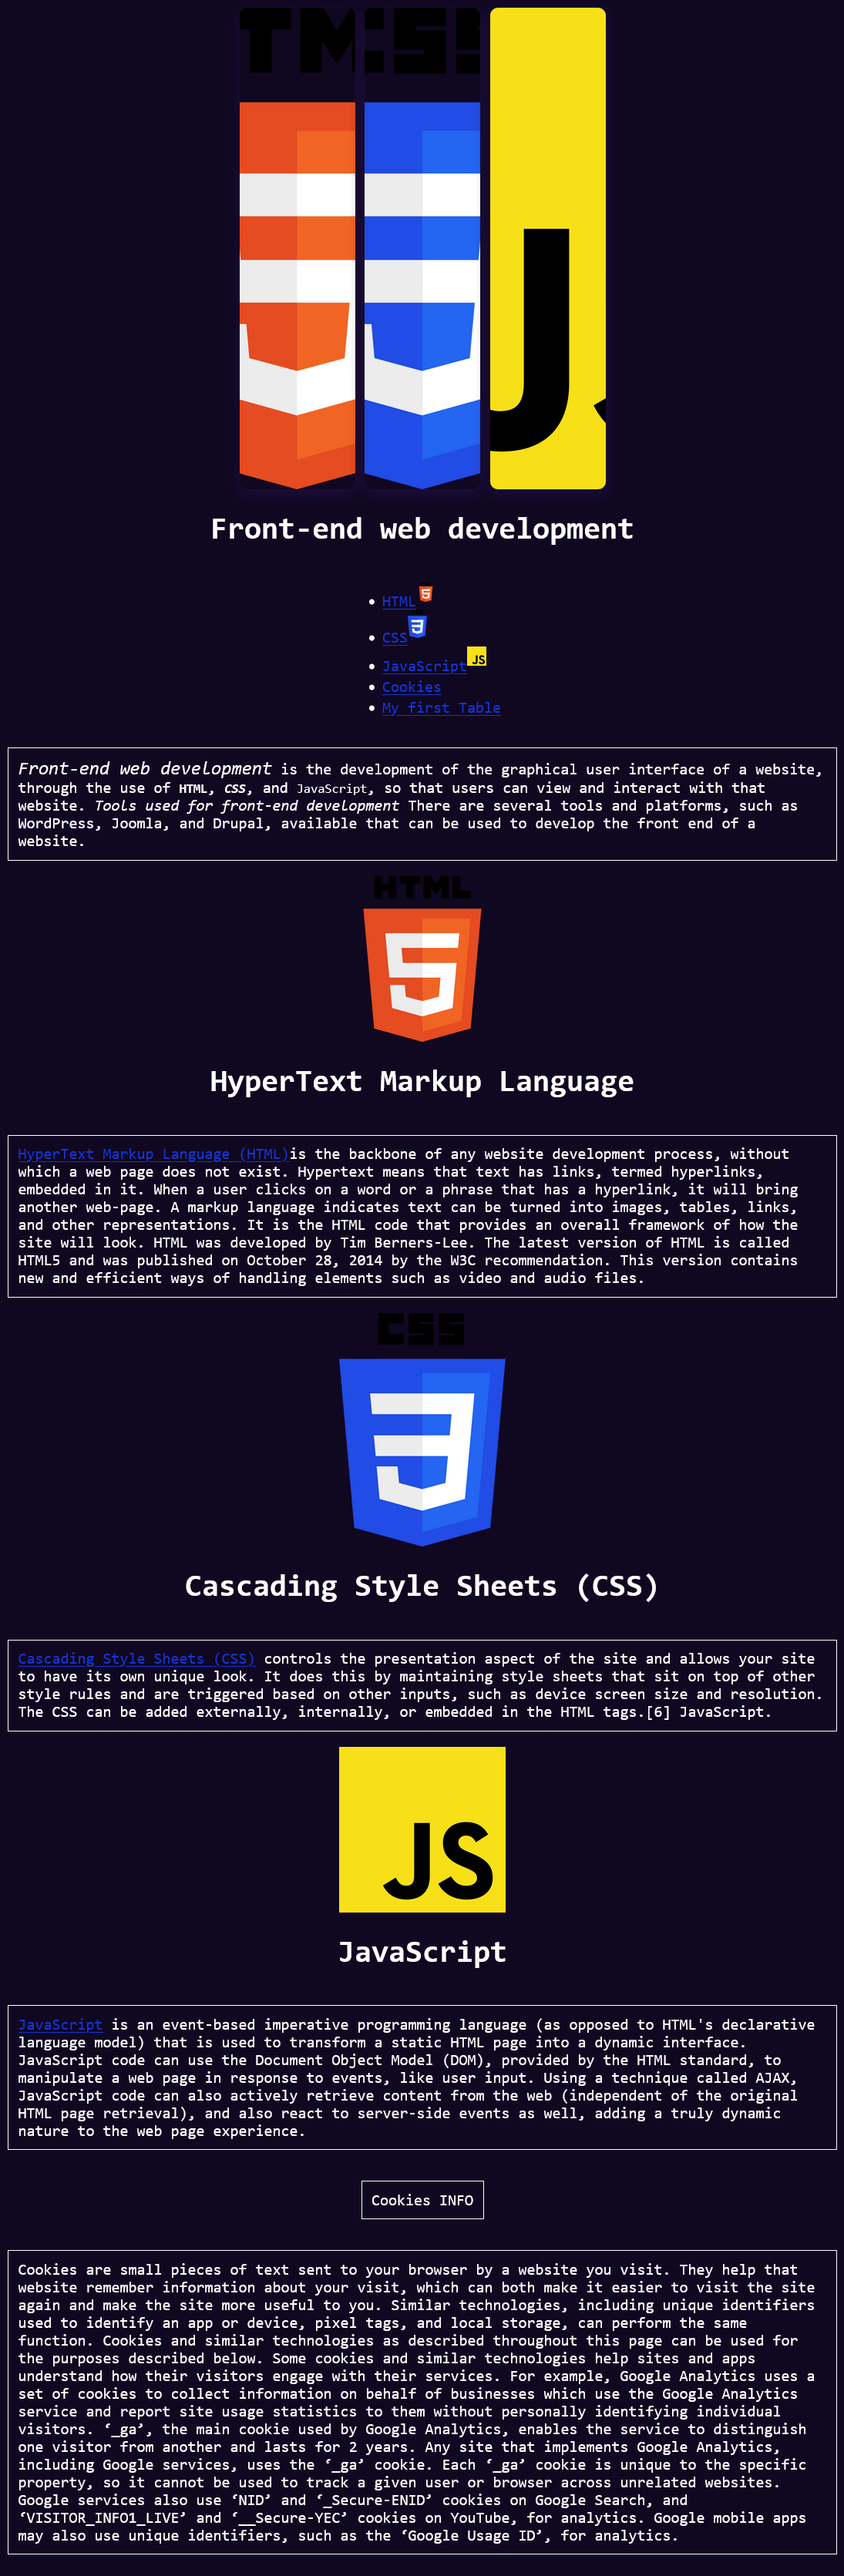 TM
:S5
J
Front-end web development
• HTML 5
• CSS 3
• JavaScript JS
• Cookies
• My first Table
Front-end web development is the development of the graphical user interface of a website,
through the use of HTML, CSS, and JavaScript, so that users can view and interact with that
website. Tools used for front-end development There are several tools and platforms, such as
WordPress, Joomla, and Drupal, available that can be used to develop the front end of a
website.
HTML
5
HyperText Markup Language
HyperText Markup Language (HTML)is the backbone of any website development process, without
which a web page does not exist. Hypertext means that text has links, termed hyperlinks,
embedded in it. When a user clicks on a word or a phrase that has a hyperlink, it will bring
another web-page. A markup language indicates text can be turned into images, tables, links,
and other representations. It is the HTML code that provides an overall framework of how the
site will look. HTML was developed by Tim Berners-Lee. The latest version of HTML is called
HTML5 and was published on October 28, 2014 by the W3C recommendation. This version contains
new and efficient ways of handling elements such as video and audio files.
CSS
3
Cascading Style Sheets (CSS)
Cascading Style Sheets (CSS) controls the presentation aspect of the site and allows your site
to have its own unique look. It does this by maintaining style sheets that sit on top of other
style rules and are triggered based on other inputs, such as device screen size and resolution.
The CSS can be added externally, internally, or embedded in the HTML tags.[6] JavaScript.
JS
JavaScript
JavaScript is an event-based imperative programming language (as opposed to HTML's declarative
language model) that is used to transform a static HTML page into a dynamic interface.
JavaScript code can use the Document Object Model (DOM), provided by the HTML standard, to
manipulate a web page in response to events, like user input. Using a technique called AJAX,
JavaScript code can also actively retrieve content from the web (independent of the original
HTML page retrieval), and also react to server-side events as well, adding a truly dynamic
nature to the web page experience.
Cookies INFO
Cookies are small pieces of text sent to your browser by a website you visit. They help that
website remember information about your visit, which can both make it easier to visit the site
again and make the site more useful to you. Similar technologies, including unique identifiers
used to identify an app or device, pixel tags, and local storage, can perform the same
function. Cookies and similar technologies as described throughout this page can be used for
the purposes described below. Some cookies and similar technologies help sites and apps
understand how their visitors engage with their services. For example, Google Analytics uses a
set of cookies to collect information on behalf of businesses which use the Google Analytics
service and report site usage statistics to them without personally identifying individual
visitors. ‘_ga’, the main cookie used by Google Analytics, enables the service to distinguish
one visitor from another and lasts for 2 years. Any site that implements Google Analytics,
including Google services, uses the ‘_ga’ cookie. Each ‘_ga’ cookie is unique to the specific
property, so it cannot be used to track a given user or browser across unrelated websites.
Google services also use ‘NID’ and ‘_Secure-ENID’ cookies on Google Search, and
‘VISITOR_INFO1_LIVE’ and ‘__Secure-YEC’ cookies on YouTube, for analytics. Google mobile apps
may also use unique identifiers, such as the ‘Google Usage ID’, for analytics.